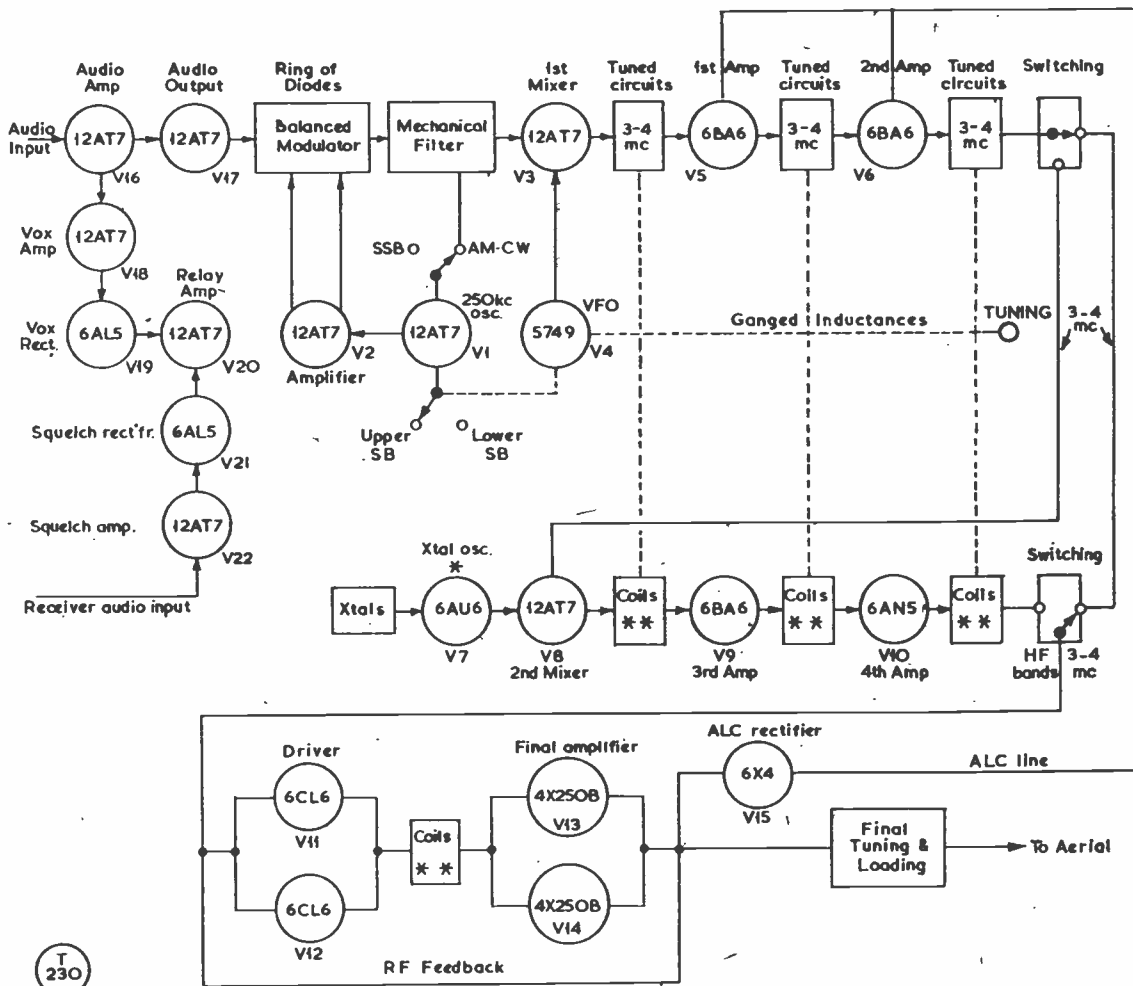 Audio Amp
Audio Output
Ring of Diodes
1st Mixer
Tuned circuits
1st Amp
Tuned circuits
2nd Amp
Tuned circuits
Switching
Audio Input
12AT7
V16
12AT7
V17
Balanced Modulator
Mechanical Filter
12AT7
V3
3-4 mc
6BA6
V5
3-4 mc
6BA6
V6
3-4 mc
Vox Amp
12AT7
V18
SSB
AM-CW
Relay Amp
250kc osc.
VFO
Vox Rect.
6AL5
V19
12AT7
V20
12AT7
V2
Amplifier
12AT7
V1
5749
V4
Ganged Inductances
TUNING
3-4 mc
Squelch rect'fr.
6AL5
V21
Upper SB
Lower SB
Squelch amp.
12AT7
V22
Receiver audio input
Xtal osc.
*
Switching
Xtals
6AU6
V7
12AT7
V8
2nd Mixer
Coils
* *
6BA6
V9
3rd Amp
Coils
* *
6AN5
V10
4th Amp
Coils
* *
HF bands
3-4 mc
Driver
Final amplifier
ALC rectifier
6CL6
V11
4X250B
V13
6X4
V15
ALC line
Coils
* *
Final Tuning & Loading
To Aerial
6CL6
V12
4X250B
V14
RF Feedback
T 230